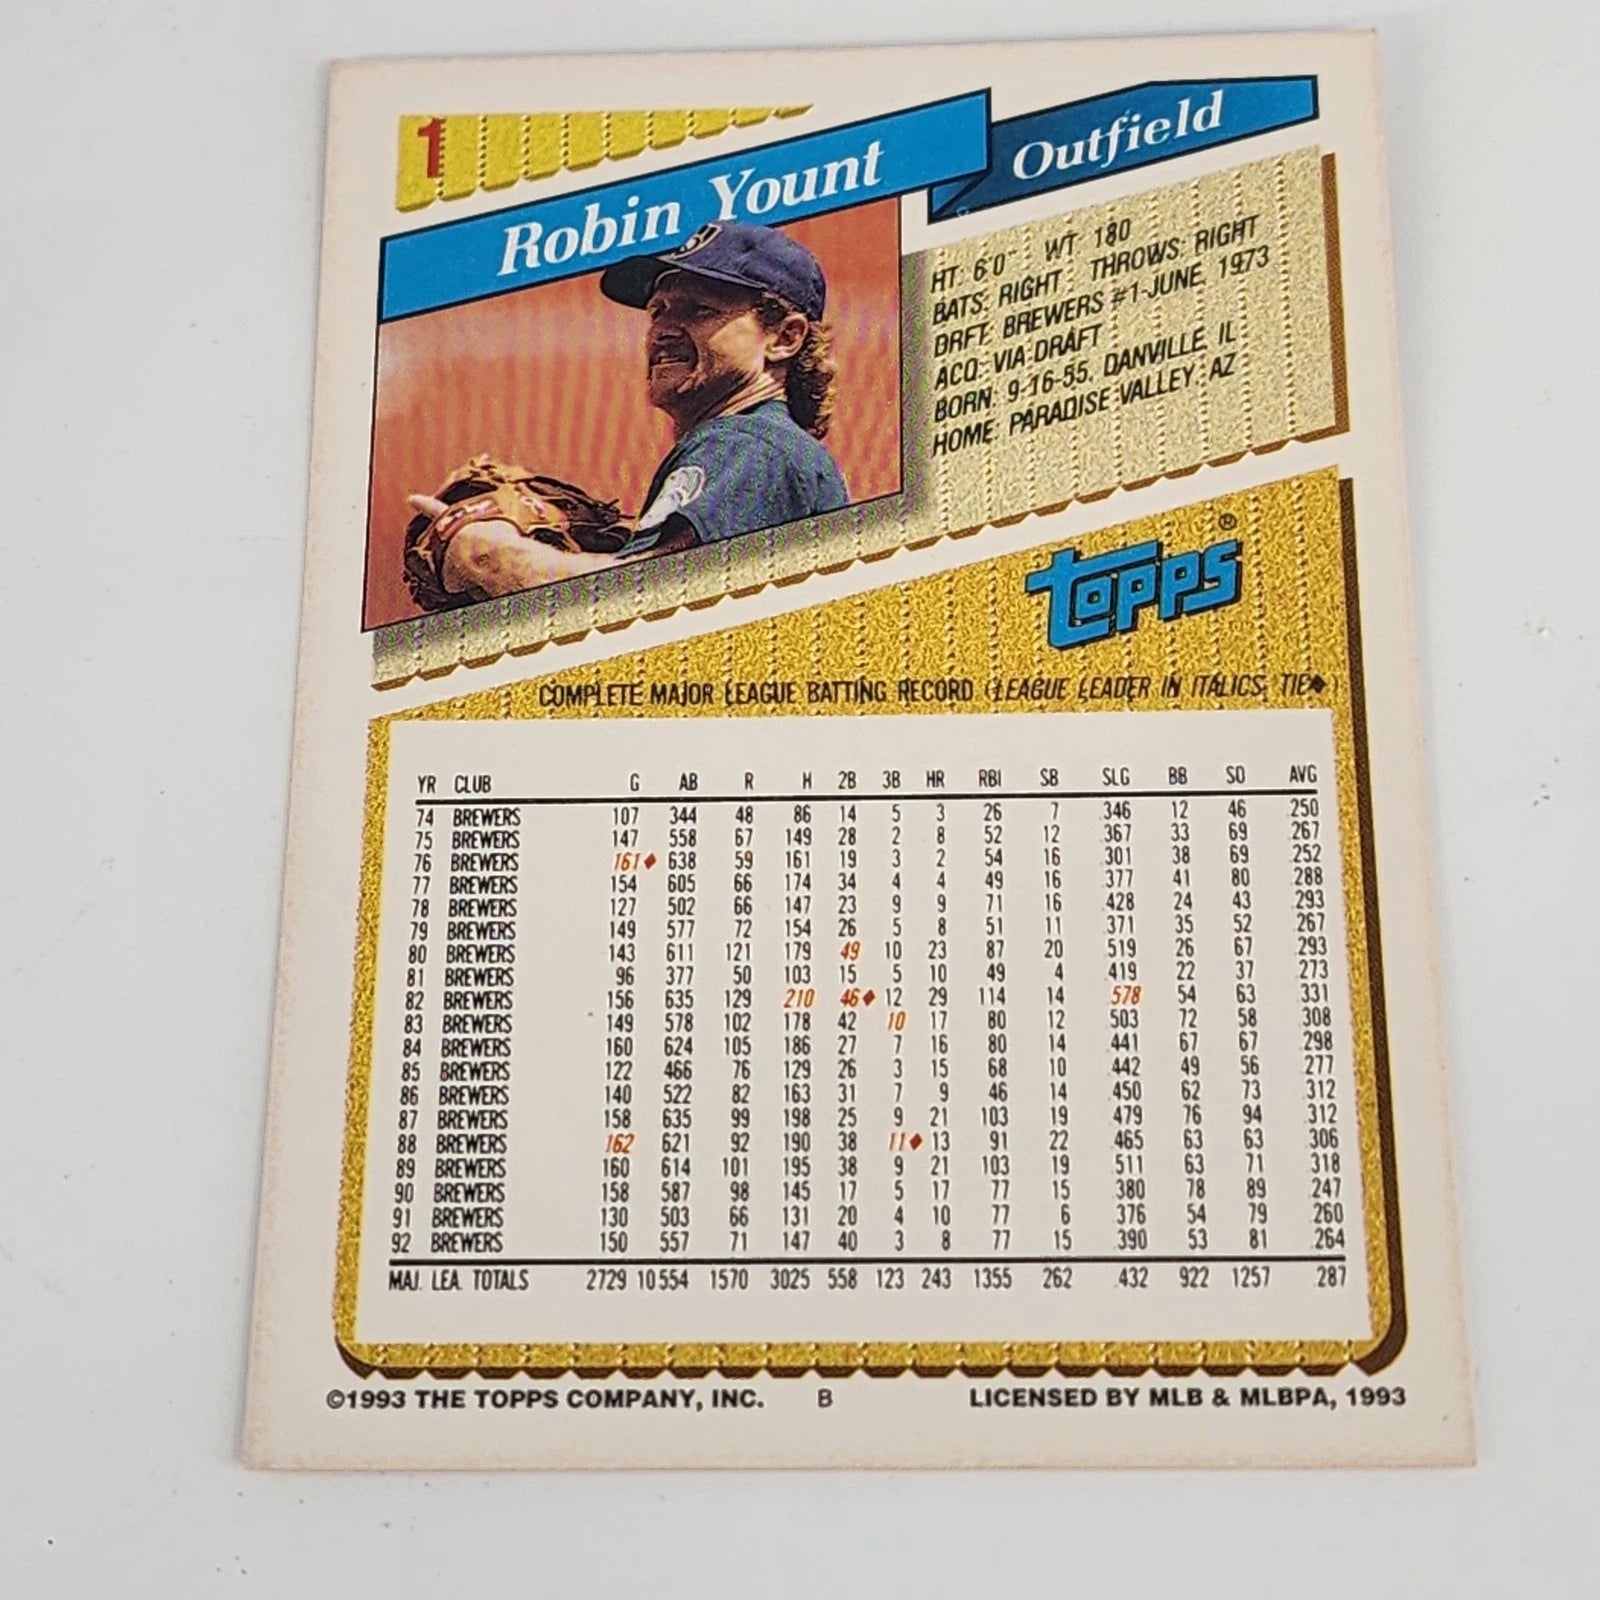 1
Robin Yount
Outfield
HT: 6'0" WT: 180
BATS: RIGHT THROWS: RIGHT
DRFT: BREWERS #1-JUNE, 1973
ACQ: VIA DRAFT
BORN: 9-16-55, DANVILLE, IL
HOME: PARADISE VALLEY, AZ
topps®
COMPLETE MAJOR LEAGUE BATTING RECORD (LEAGUE LEADER IN ITALICS, TIE◆)
YR CLUB G AB R H 2B 3B HR RBI SB SLG BB SO AVG
74 BREWERS 107 344 48 86 14 5 3 26 7 .346 12 46 .250
75 BREWERS 147 558 67 149 28 2 8 52 12 .367 33 69 .267
76 BREWERS 161◆ 638 59 161 19 3 2 54 16 .301 38 69 .252
77 BREWERS 154 605 66 174 34 4 4 49 16 .377 41 80 .288
78 BREWERS 127 502 66 147 23 9 9 71 16 .428 24 43 .293
79 BREWERS 149 577 72 154 26 5 8 51 11 .371 35 52 .267
80 BREWERS 143 611 121 179 49 10 23 87 20 .519 26 67 .293
81 BREWERS 96 377 50 103 15 5 10 49 4 .419 22 37 .273
82 BREWERS 156 635 129 210 46◆ 12 29 114 14 .578 54 63 .331
83 BREWERS 149 578 102 178 42 10 17 80 12 .503 72 58 .308
84 BREWERS 160 624 105 186 27 7 16 80 14 .441 67 67 .298
85 BREWERS 122 466 76 129 26 3 15 68 10 .442 49 56 .277
86 BREWERS 140 522 82 163 31 7 9 46 14 .450 62 73 .312
87 BREWERS 158 635 99 198 25 9 21 103 19 .479 76 94 .312
88 BREWERS 162 621 92 190 38 11◆ 13 91 22 .465 63 63 .306
89 BREWERS 160 614 101 195 38 9 21 103 19 .511 63 71 .318
90 BREWERS 158 587 98 145 17 5 17 77 15 .380 78 89 .247
91 BREWERS 130 503 66 131 20 4 10 77 6 .376 54 79 .260
92 BREWERS 150 557 71 147 40 3 8 77 15 .390 53 81 .264
MAJ. LEA. TOTALS 2729 10554 1570 3025 558 123 243 1355 262 .432 922 1257 .287
©1993 THE TOPPS COMPANY, INC. B LICENSED BY MLB & MLBPA, 1993